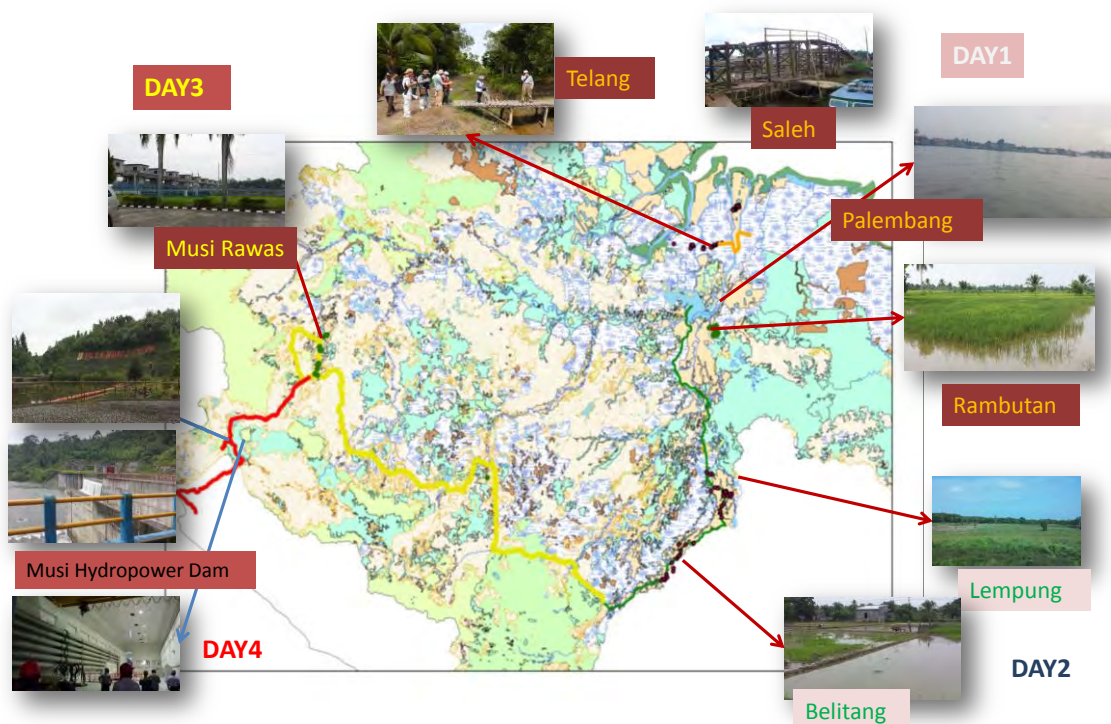 DAY1
DAY3
Telang
Saleh
Palembang
Musi Rawas
Rambutan
Musi Hydropower Dam
Lempung
DAY4
DAY2
Belitang